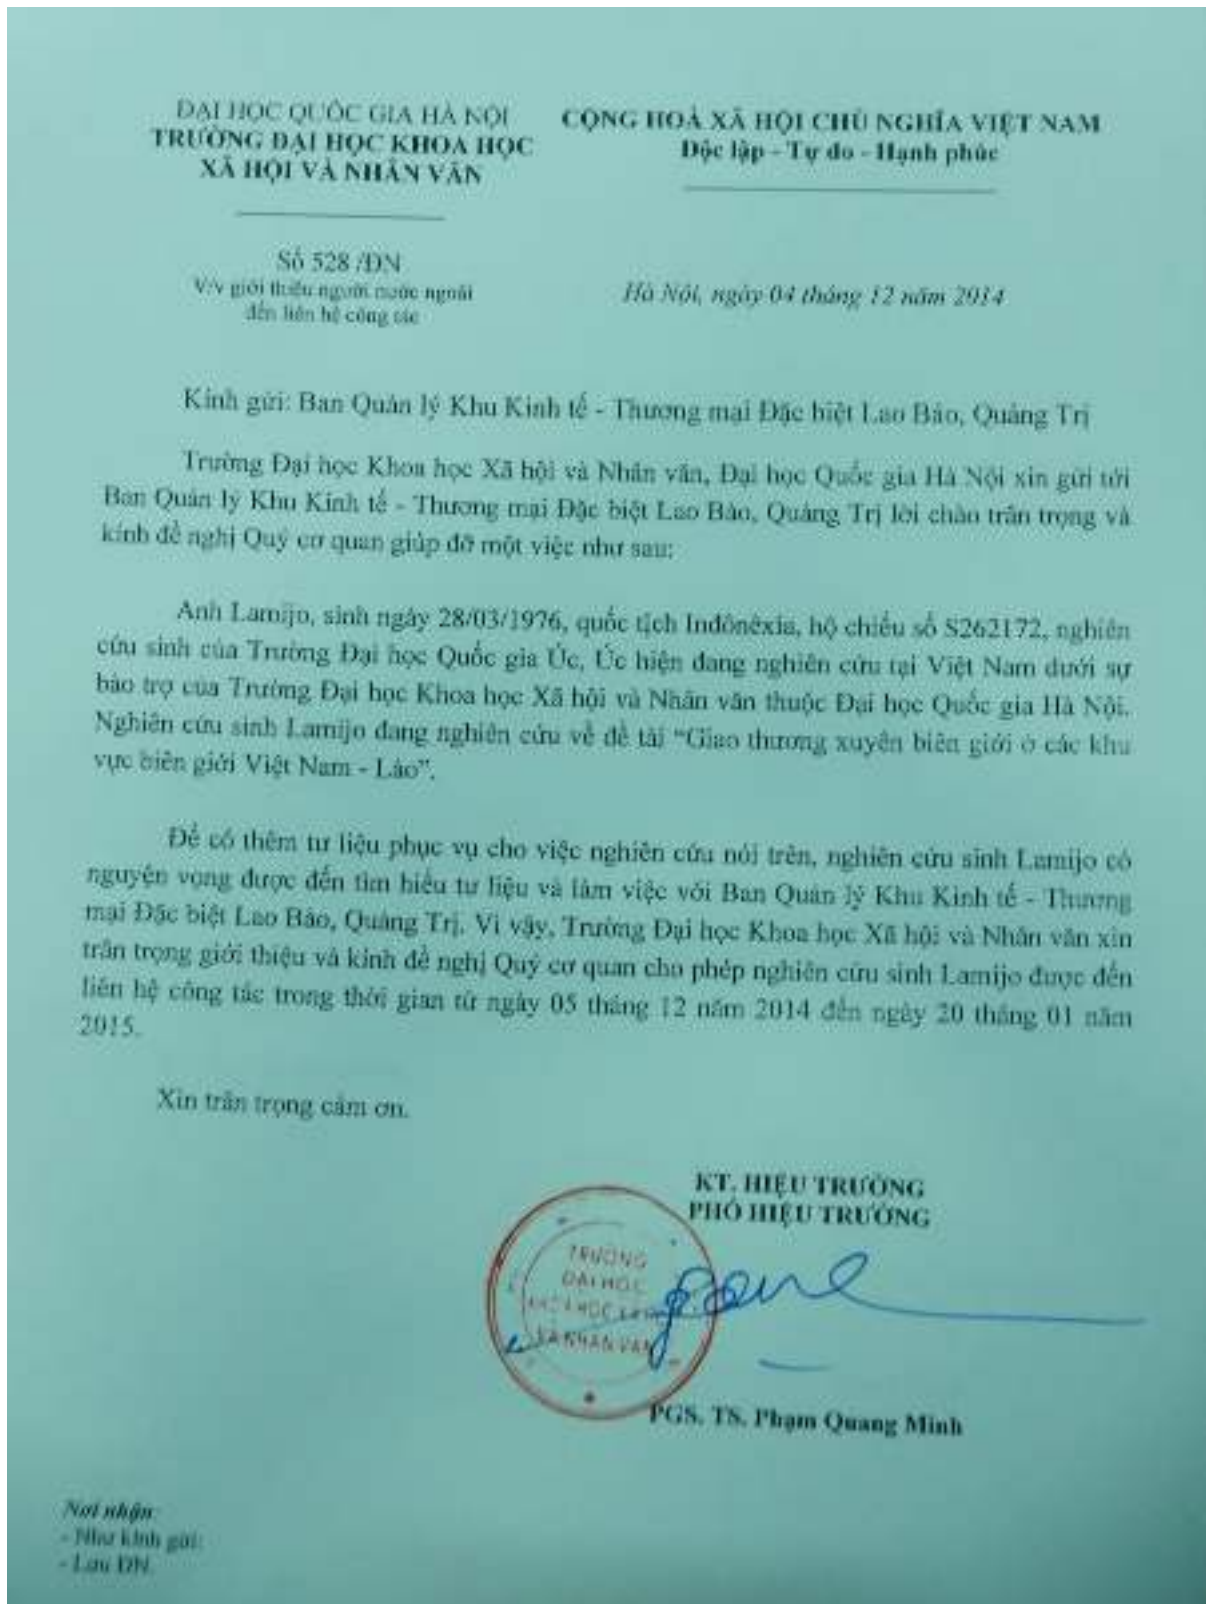 ĐẠI HỌC QUỐC GIA HÀ NỘI
TRƯỜNG ĐẠI HỌC KHOA HỌC
XÃ HỘI VÀ NHÂN VĂN
CỘNG HOÀ XÃ HỘI CHỦ NGHĨA VIỆT NAM
Độc lập - Tự do - Hạnh phúc
Số 528 /ĐN
V/v giới thiệu người nước ngoài
đến liên hệ công tác
Hà Nội, ngày 04 tháng 12 năm 2014
Kính gửi: Ban Quản lý Khu Kinh tế - Thương mại Đặc biệt Lao Bảo, Quảng Trị
Trường Đại học Khoa học Xã hội và Nhân văn, Đại học Quốc gia Hà Nội xin gửi tới
Ban Quản lý Khu Kinh tế - Thương mại Đặc biệt Lao Bảo, Quảng Trị lời chào trân trọng và
kính đề nghị Quý cơ quan giúp đỡ một việc như sau:
Anh Lamijo, sinh ngày 28/03/1976, quốc tịch Indônêxia, hộ chiếu số S262172, nghiên
cứu sinh của Trường Đại học Quốc gia Úc, Úc hiện đang nghiên cứu tại Việt Nam dưới sự
bảo trợ của Trường Đại học Khoa học Xã hội và Nhân văn thuộc Đại học Quốc gia Hà Nội.
Nghiên cứu sinh Lamijo đang nghiên cứu về đề tài “Giao thương xuyên biên giới ở các khu
vực biên giới Việt Nam - Lào”.
Để có thêm tư liệu phục vụ cho việc nghiên cứu nói trên, nghiên cứu sinh Lamijo có
nguyện vọng được đến tìm hiểu tư liệu và làm việc với Ban Quản lý Khu Kinh tế - Thương
mại Đặc biệt Lao Bảo, Quảng Trị. Vì vậy, Trường Đại học Khoa học Xã hội và Nhân văn xin
trân trọng giới thiệu và kính đề nghị Quý cơ quan cho phép nghiên cứu sinh Lamijo được đến
liên hệ công tác trong thời gian từ ngày 05 tháng 12 năm 2014 đến ngày 20 tháng 01 năm
2015.
Xin trân trọng cảm ơn.
KT. HIỆU TRƯỞNG
PHÓ HIỆU TRƯỞNG
TRƯỜNG
ĐẠI HỌC
KHOA HỌC
VÀ NHÂN VĂN
PGS. TS. Phạm Quang Minh
Nơi nhận:
- Như kính gửi;
- Lưu ĐN.